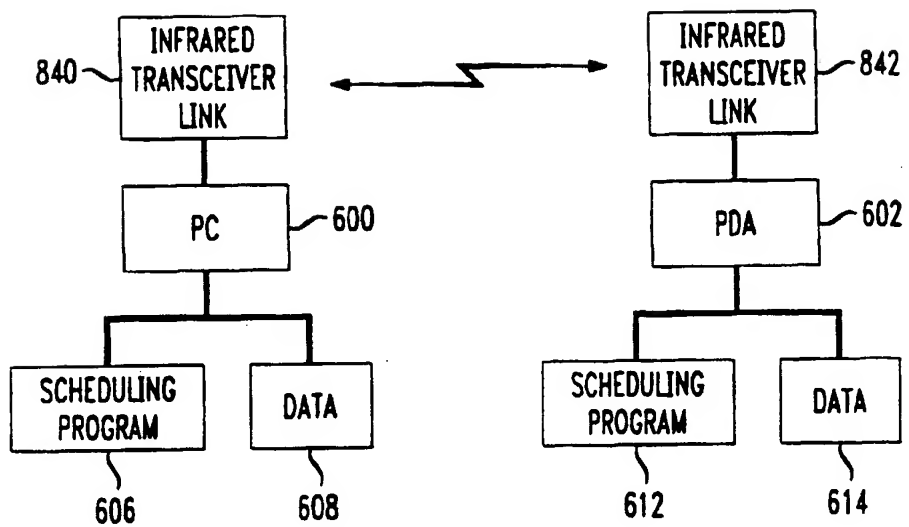 INFRARED
TRANSCEIVER
LINK
840
INFRARED
TRANSCEIVER
LINK
842
PC
600
PDA
602
SCHEDULING
PROGRAM
DATA
SCHEDULING
PROGRAM
DATA
606
608
612
614